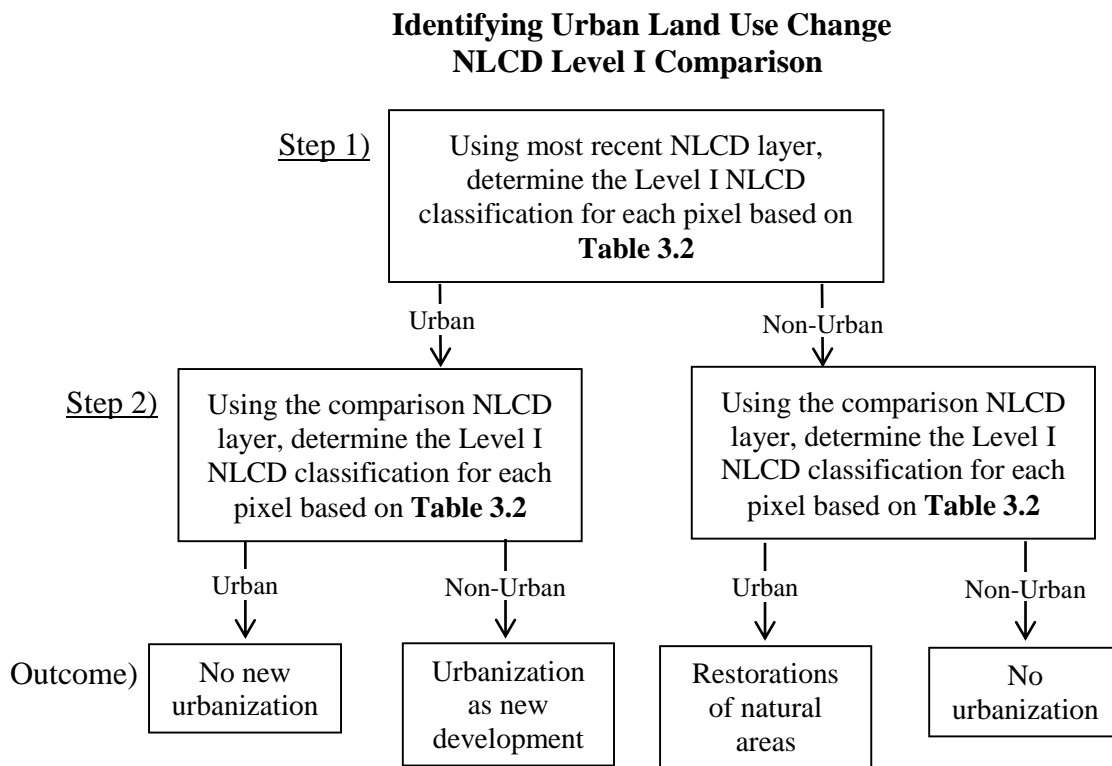 Identifying Urban Land Use Change
NLCD Level I Comparison
Step 1)
Using most recent NLCD layer,
determine the Level I NLCD
classification for each pixel based on
Table 3.2
Urban
Non-Urban
Step 2)
Using the comparison NLCD
layer, determine the Level I
NLCD classification for each
pixel based on Table 3.2
Using the comparison NLCD
layer, determine the Level I
NLCD classification for each
pixel based on Table 3.2
Urban
Non-Urban
Urban
Non-Urban
Outcome)
No new
urbanization
Urbanization
as new
development
Restorations
of natural
areas
No
urbanization